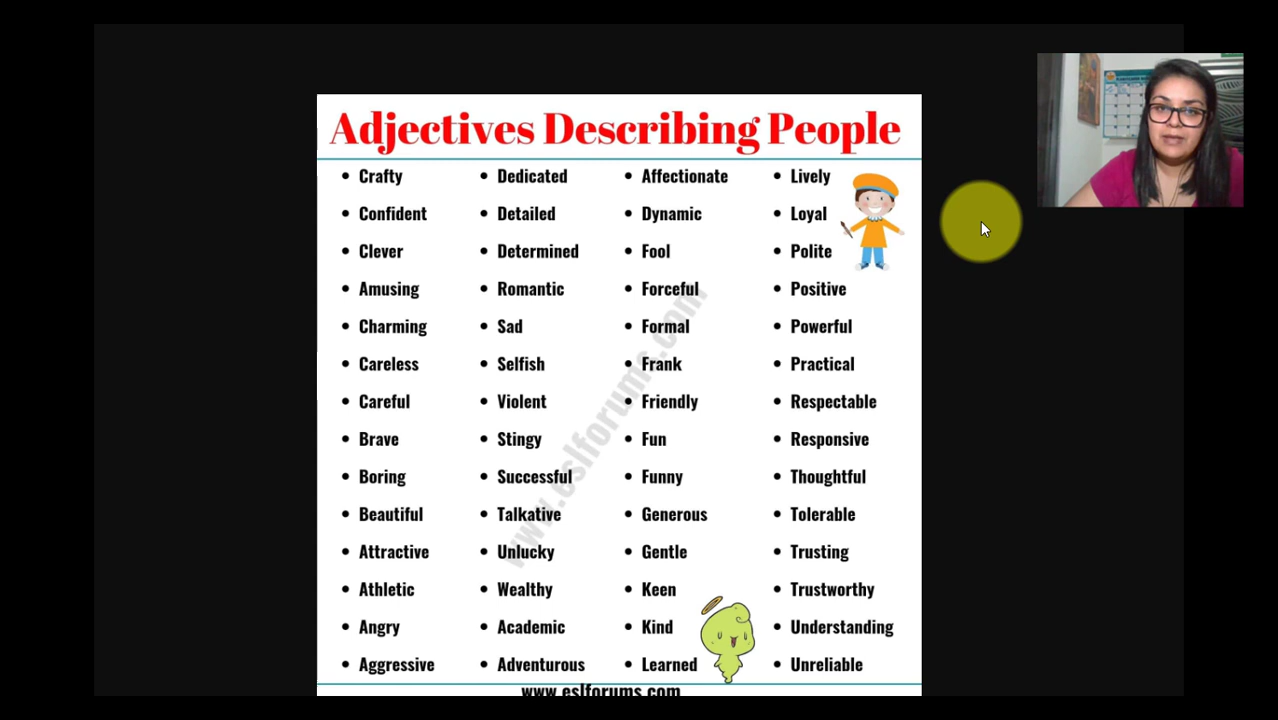 Adjectives Describing People
Crafty
Confident
Clever
Amusing
Charming
Careless
Careful
Brave
Boring
Beautiful
Attractive
Athletic
Angry
Aggressive
Dedicated
Detailed
Determined
Romantic
Sad
Selfish
Violent
Stingy
Successful
Talkative
Unlucky
Wealthy
Academic
Adventurous
Affectionate
Dynamic
Fool
Forceful
Formal
Frank
Friendly
Fun
Funny
Generous
Gentle
Keen
Kind
Learned
Lively
Loyal
Polite
Positive
Powerful
Practical
Respectable
Responsive
Thoughtful
Tolerable
Trusting
Trustworthy
Understanding
Unreliable
www.eslforums.com
www.eslforums.com